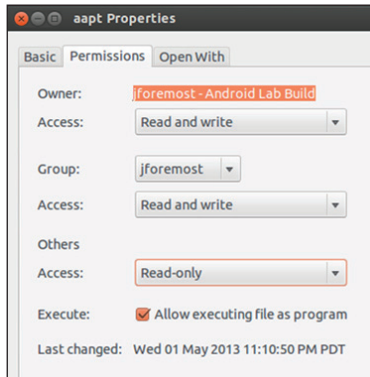 aapt Properties
Basic Permissions Open With
Owner: jforemost - Android Lab Build
Access: Read and write
Group: jforemost
Access: Read and write
Others
Access: Read-only
Execute: Allow executing file as program
Last changed: Wed 01 May 2013 11:10:50 PM PDT